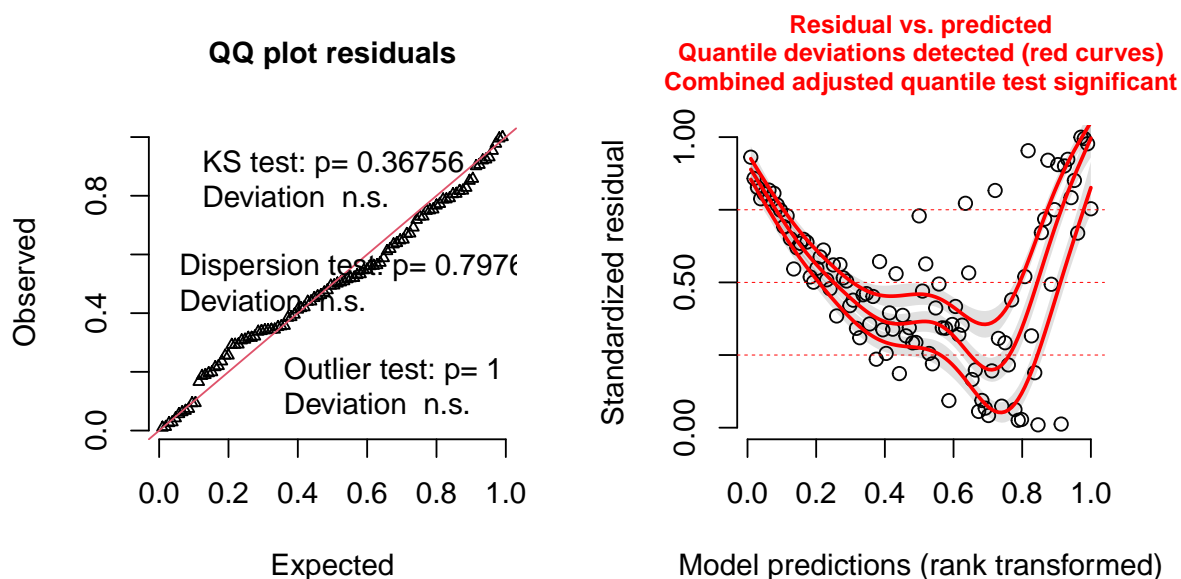 QQ plot residuals
KS test: p= 0.36756
Deviation n.s.
Dispersion test: p= 0.7976
Deviation n.s.
Outlier test: p= 1
Deviation n.s.
Observed
0.0
0.4
0.8
0.0 0.2 0.4 0.6 0.8 1.0
Expected
Residual vs. predicted
Quantile deviations detected (red curves)
Combined adjusted quantile test significant
Standardized residual
1.00
0.50
0.00
0.0 0.2 0.4 0.6 0.8 1.0
Model predictions (rank transformed)